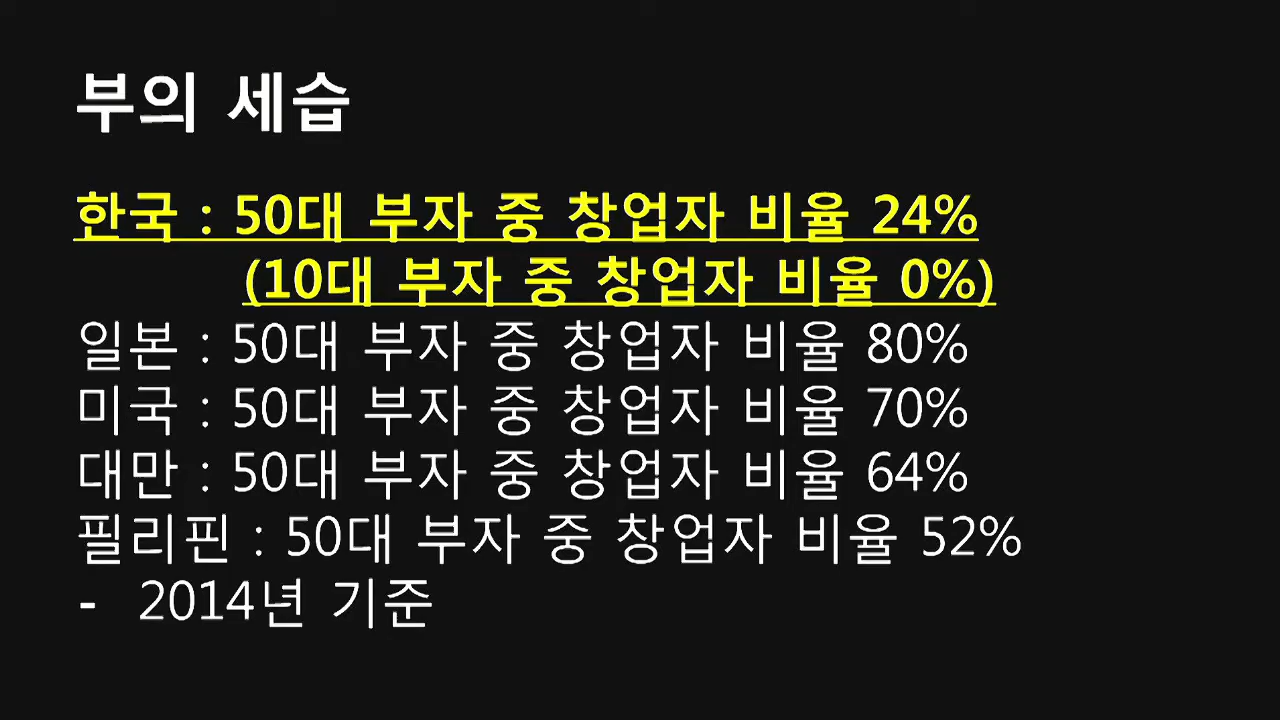 부의 세습
한국 : 50대 부자 중 창업자 비율 24%
(10대 부자 중 창업자 비율 0%)
일본 : 50대 부자 중 창업자 비율 80%
미국 : 50대 부자 중 창업자 비율 70%
대만 : 50대 부자 중 창업자 비율 64%
필리핀 : 50대 부자 중 창업자 비율 52%
- 2014년 기준